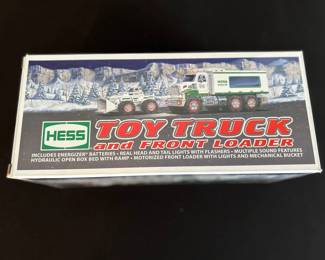 HESS
TOY TRUCK
and FRONT LOADER
INCLUDES ENERGIZER® BATTERIES • REAL HEAD AND TAIL LIGHTS WITH FLASHERS • MULTIPLE SOUND FEATURES
HYDRAULIC OPEN BOX BED WITH RAMP • MOTORIZED FRONT LOADER WITH LIGHTS AND MECHANICAL BUCKET